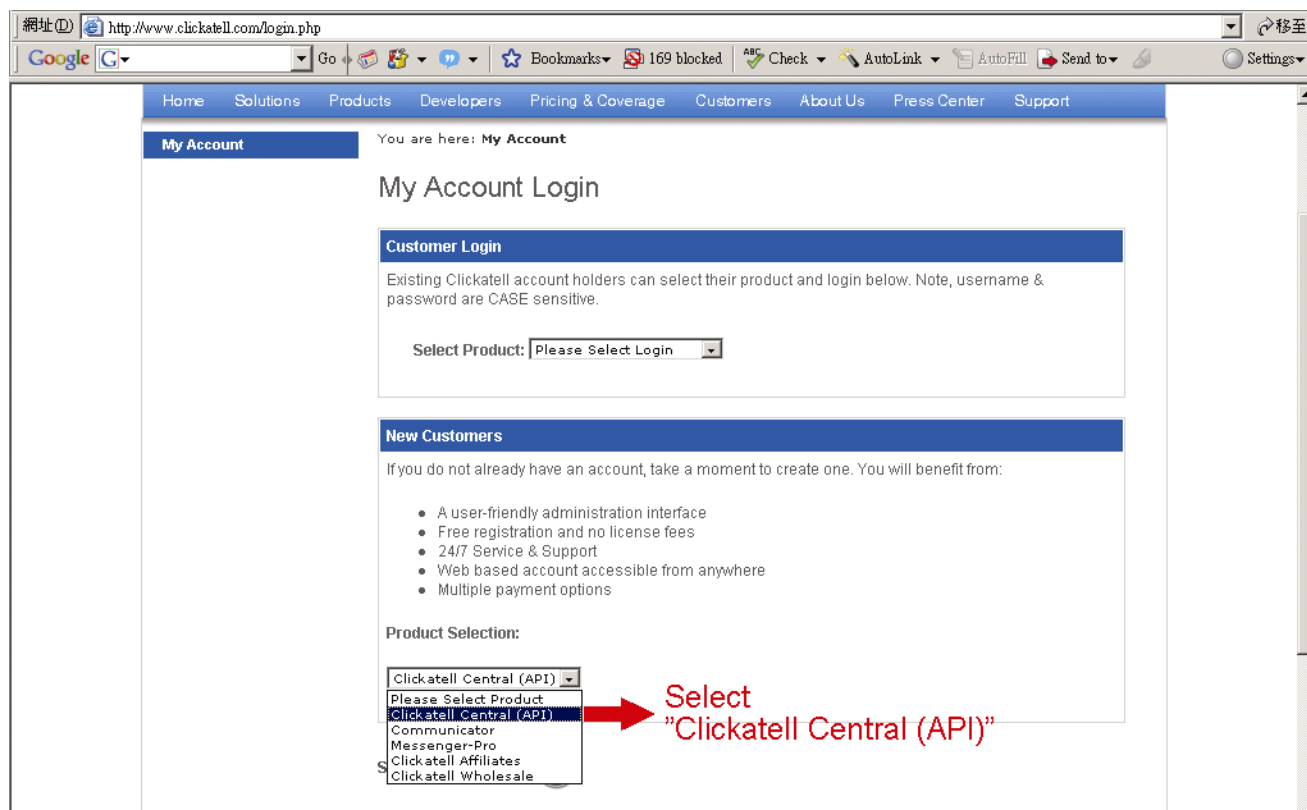 網址(D) http://www.clickatell.com/login.php 移至
Google G Go Bookmarks 169 blocked ABC Check AutoLink AutoFill Send to Settings
Home Solutions Products Developers Pricing & Coverage Customers About Us Press Center Support
My Account
You are here: My Account
My Account Login
Customer Login
Existing Clickatell account holders can select their product and login below. Note, username &
password are CASE sensitive.
Select Product: Please Select Login
New Customers
If you do not already have an account, take a moment to create one. You will benefit from:
● A user-friendly administration interface
● Free registration and no license fees
● 24/7 Service & Support
● Web based account accessible from anywhere
● Multiple payment options
Product Selection:
Clickatell Central (API)
Please Select Product
Clickatell Central (API)
Communicator
Messenger-Pro
Clickatell Affiliates
Clickatell Wholesale
Select
”Clickatell Central (API)”